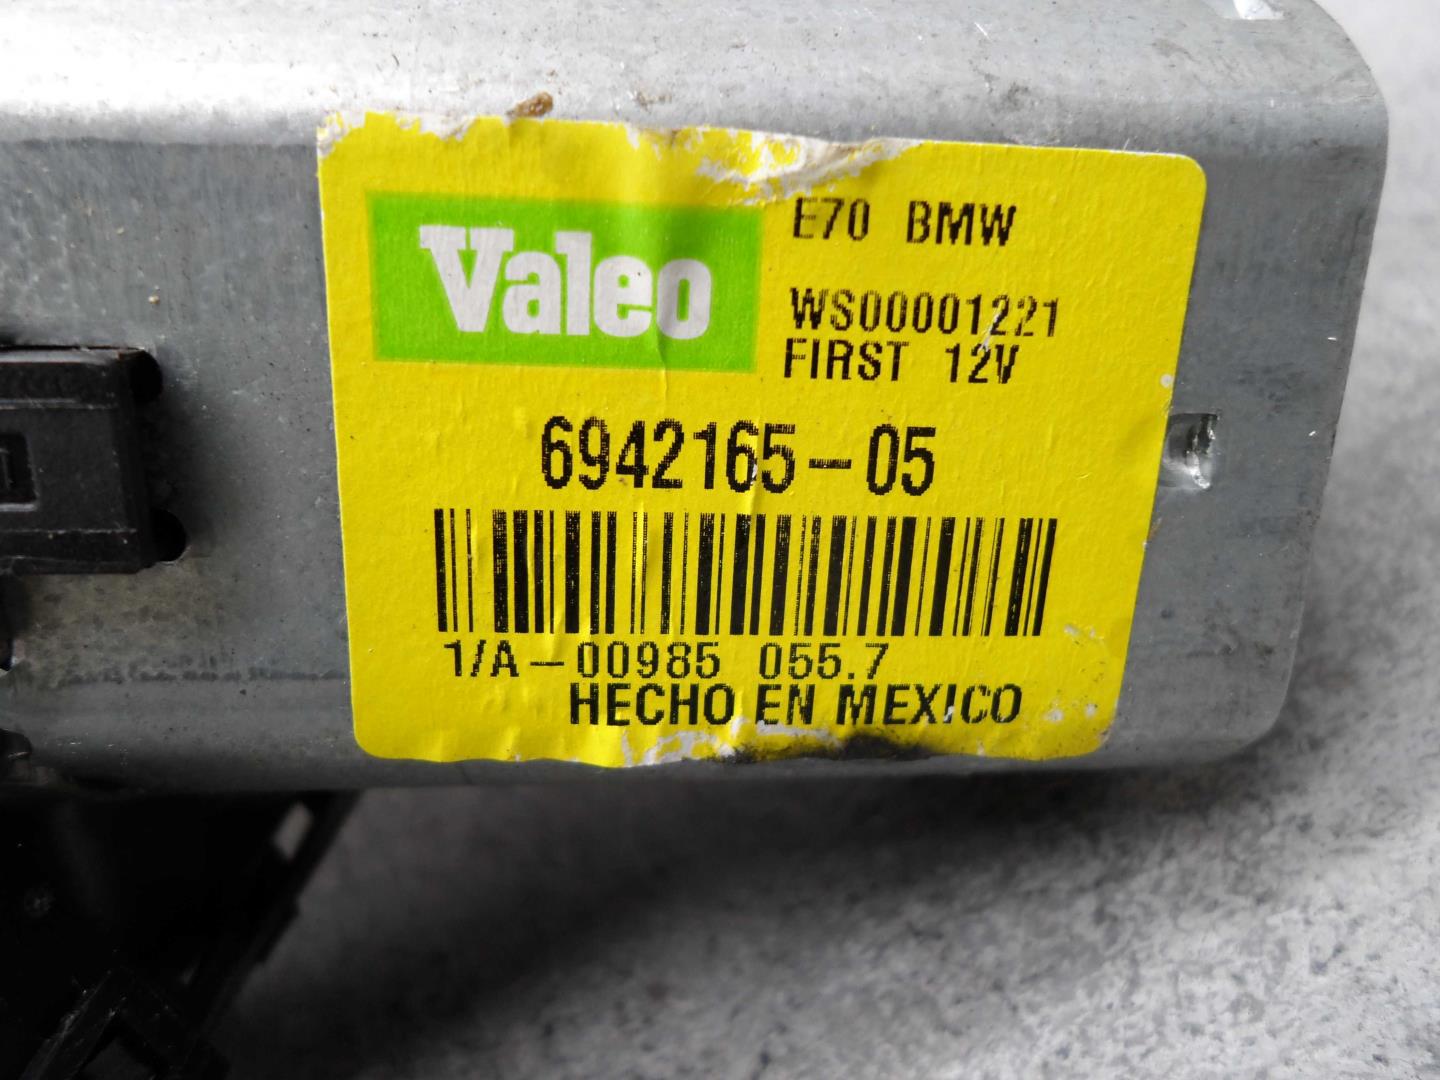 Valeo
E70 BMW
WS00001221
FIRST 12V
6942165-05
1/A-00985 055.7
HECHO EN MEXICO